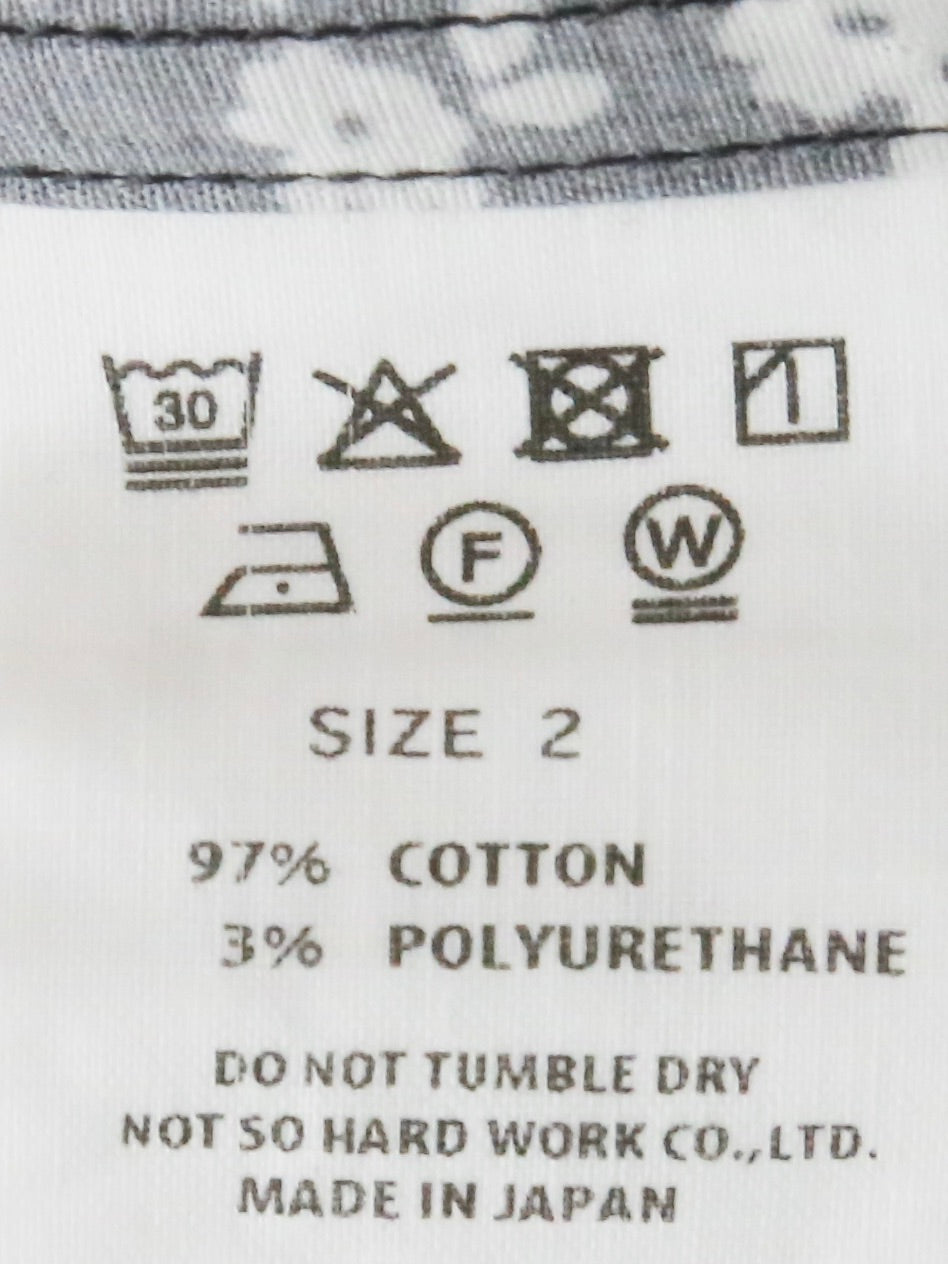 30
F W
SIZE 2
97% COTTON
3% POLYURETHANE
DO NOT TUMBLE DRY
NOT SO HARD WORK CO.,LTD.
MADE IN JAPAN